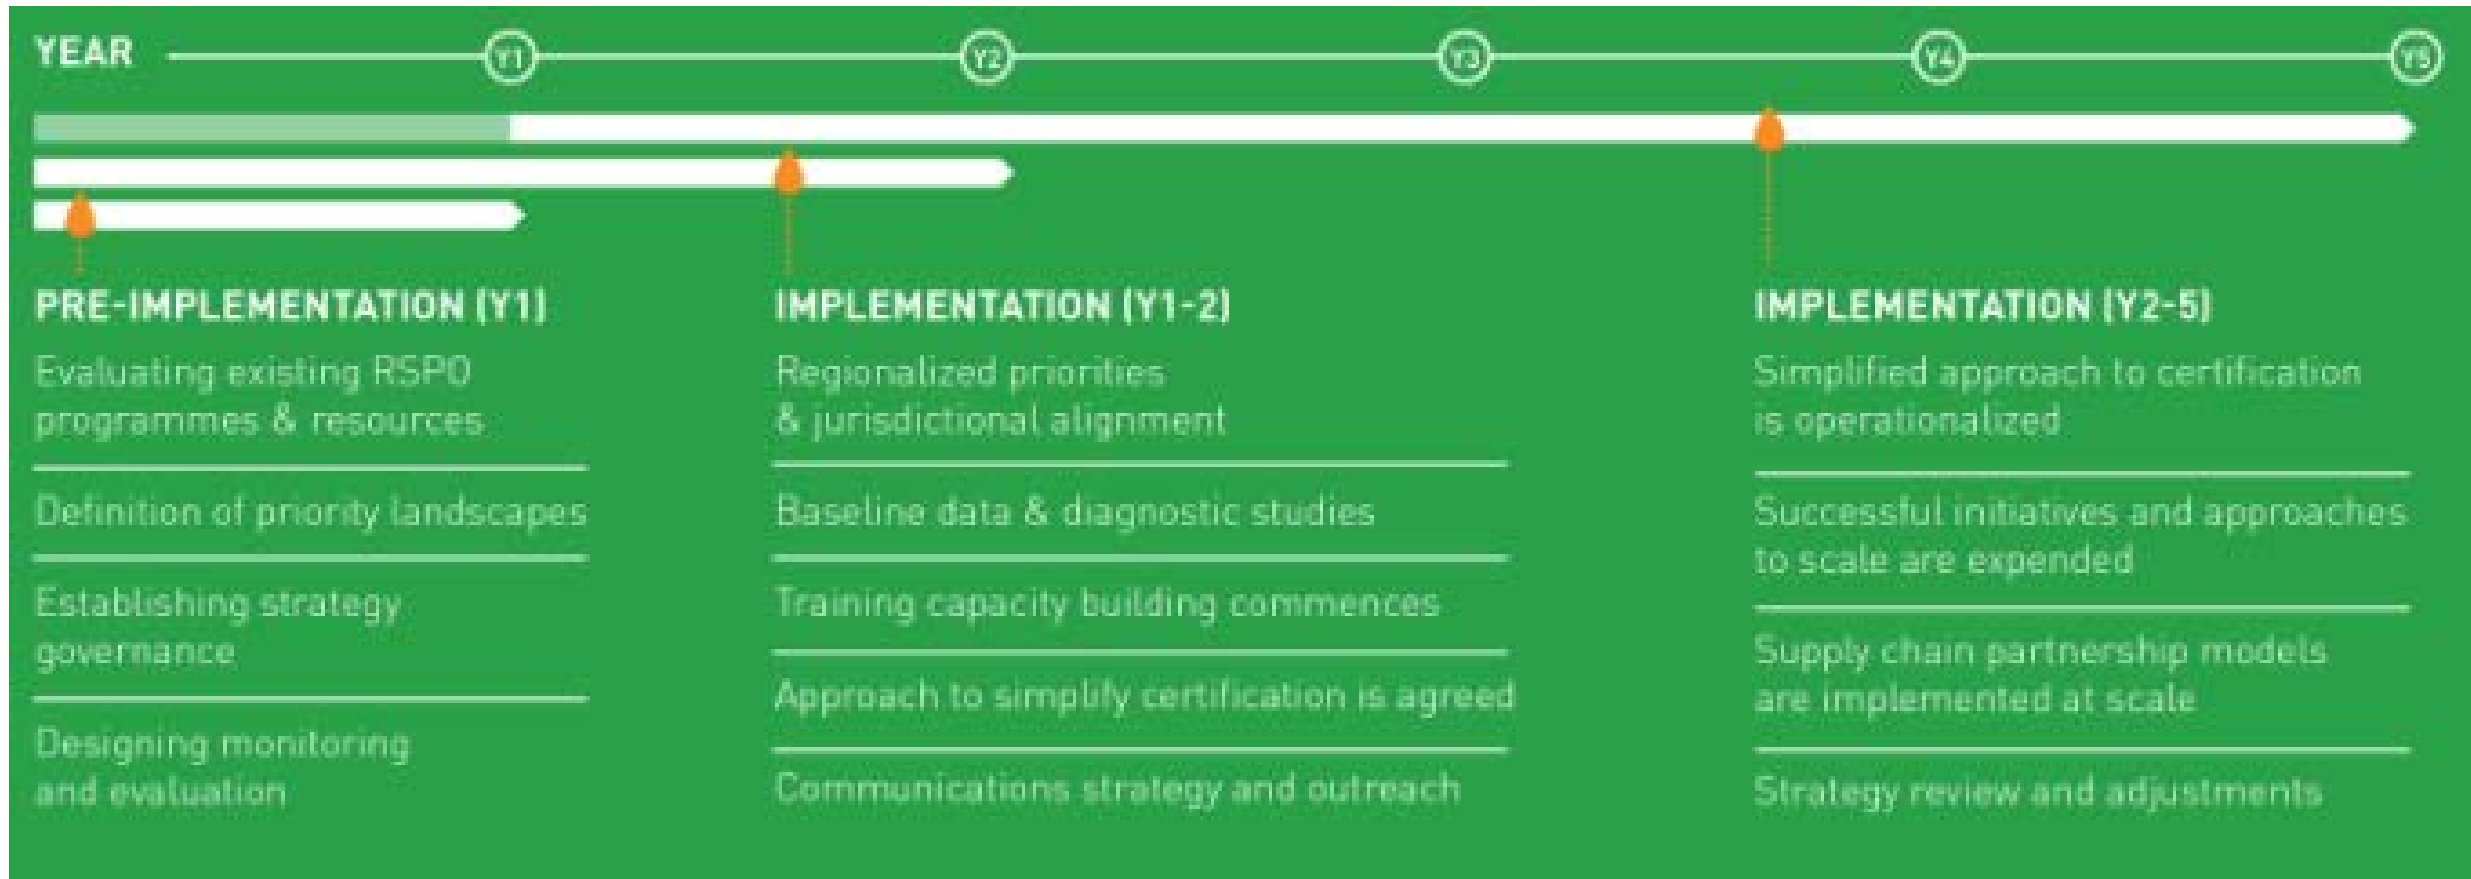 YEAR Y1 Y2 Y3 Y4 Y5
PRE-IMPLEMENTATION (Y1)
Evaluating existing RSPO
programmes & resources
Definition of priority landscapes
Establishing strategy
governance
Designing monitoring
and evaluation
IMPLEMENTATION (Y1-2)
Regionalized priorities
& jurisdictional alignment
Baseline data & diagnostic studies
Training capacity building commences
Approach to simplify certification is agreed
Communications strategy and outreach
IMPLEMENTATION (Y2-5)
Simplified approach to certification
is operationalized
Successful initiatives and approaches
to scale are expended
Supply chain partnership models
are implemented at scale
Strategy review and adjustments